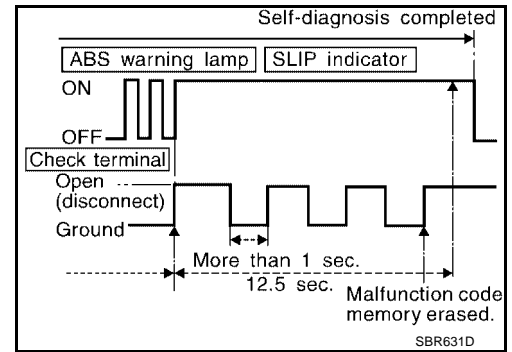 Self-diagnosis completed
ABS warning lamp
SLIP indicator
ON
OFF
Check terminal
Open
(disconnect)
Ground
More than 1 sec.
12.5 sec.
Malfunction code
memory erased.
SBR631D